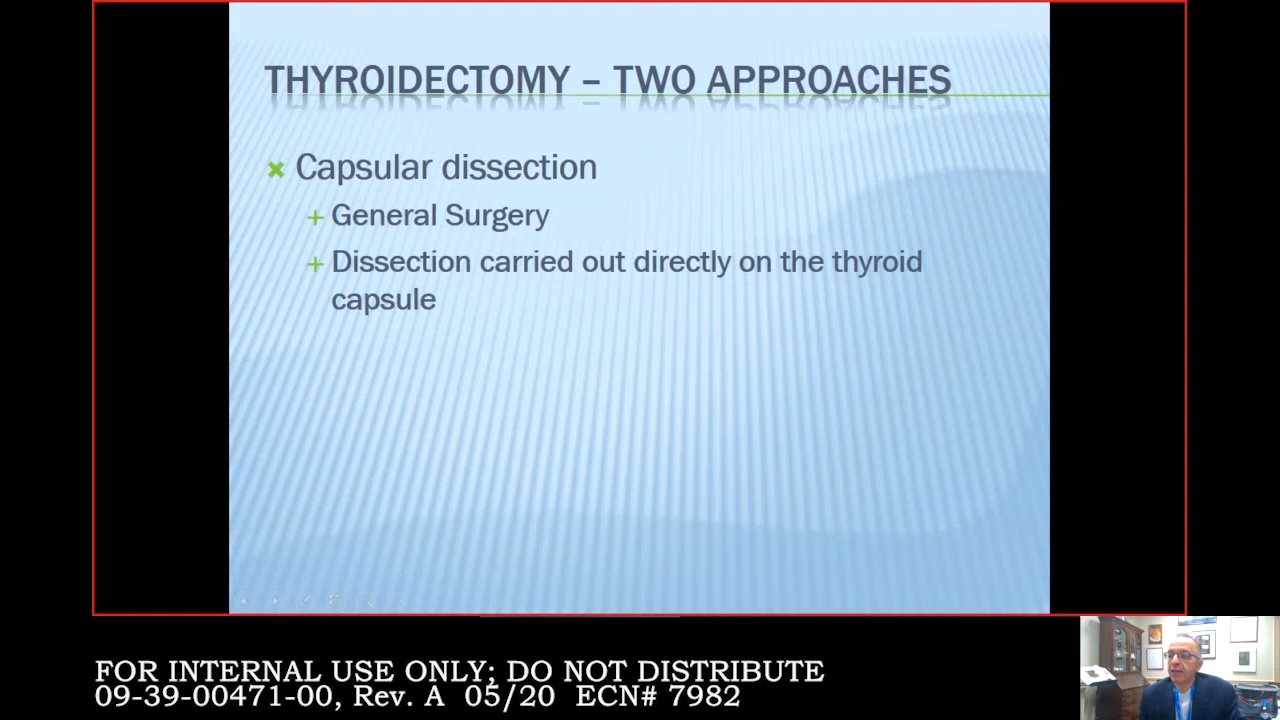 THYROIDECTOMY – TWO APPROACHES
Capsular dissection
General Surgery
Dissection carried out directly on the thyroid
capsule
FOR INTERNAL USE ONLY; DO NOT DISTRIBUTE
09-39-00471-00, Rev. A 05/20 ECN# 7982